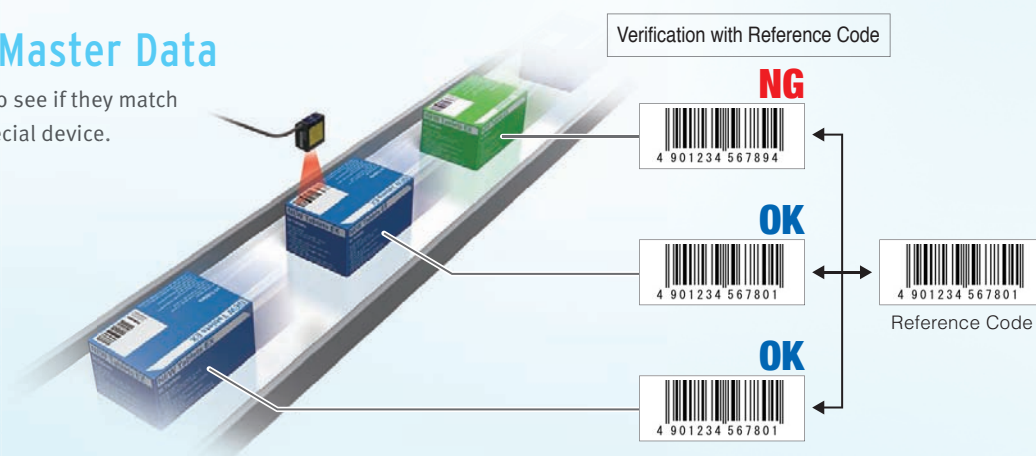 Master Data
o see if they match
ecial device.
Verification with Reference Code
NG
4 901234 567894
OK
4 901234 567801
4 901234 567801
Reference Code
OK
4 901234 567801